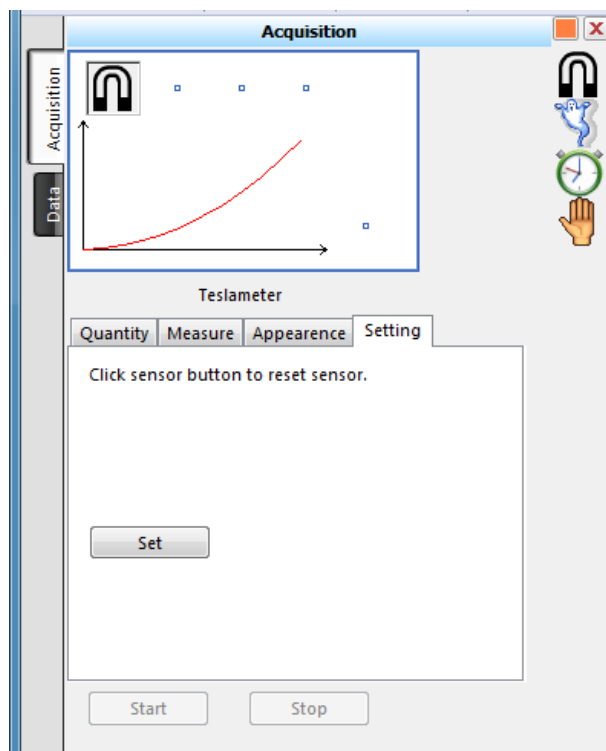 Acquisition
Acquisition
Data
Teslameter
Quantity Measure Appearence Setting
Click sensor button to reset sensor.
Set
Start Stop